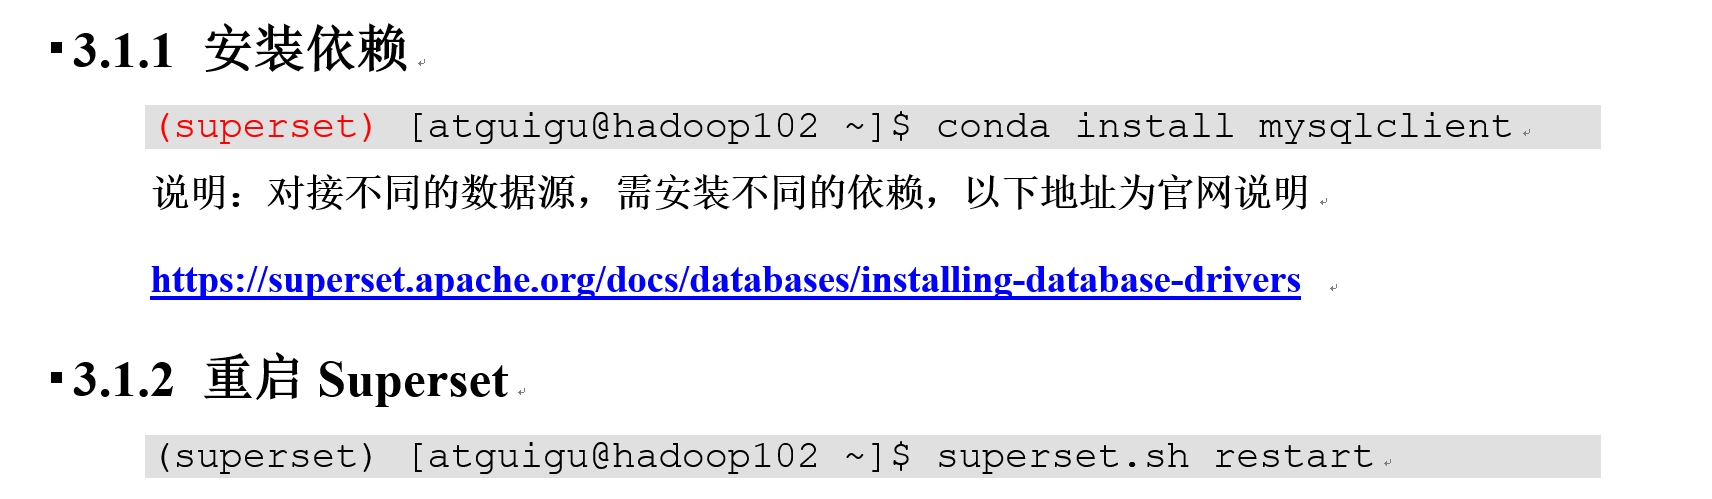 3.1.1 安装依赖
(superset) [atguigu@hadoop102 ~]$ conda install mysqlclient
说明：对接不同的数据源，需安装不同的依赖，以下地址为官网说明
https://superset.apache.org/docs/databases/installing-database-drivers
3.1.2 重启 Superset
(superset) [atguigu@hadoop102 ~]$ superset.sh restart